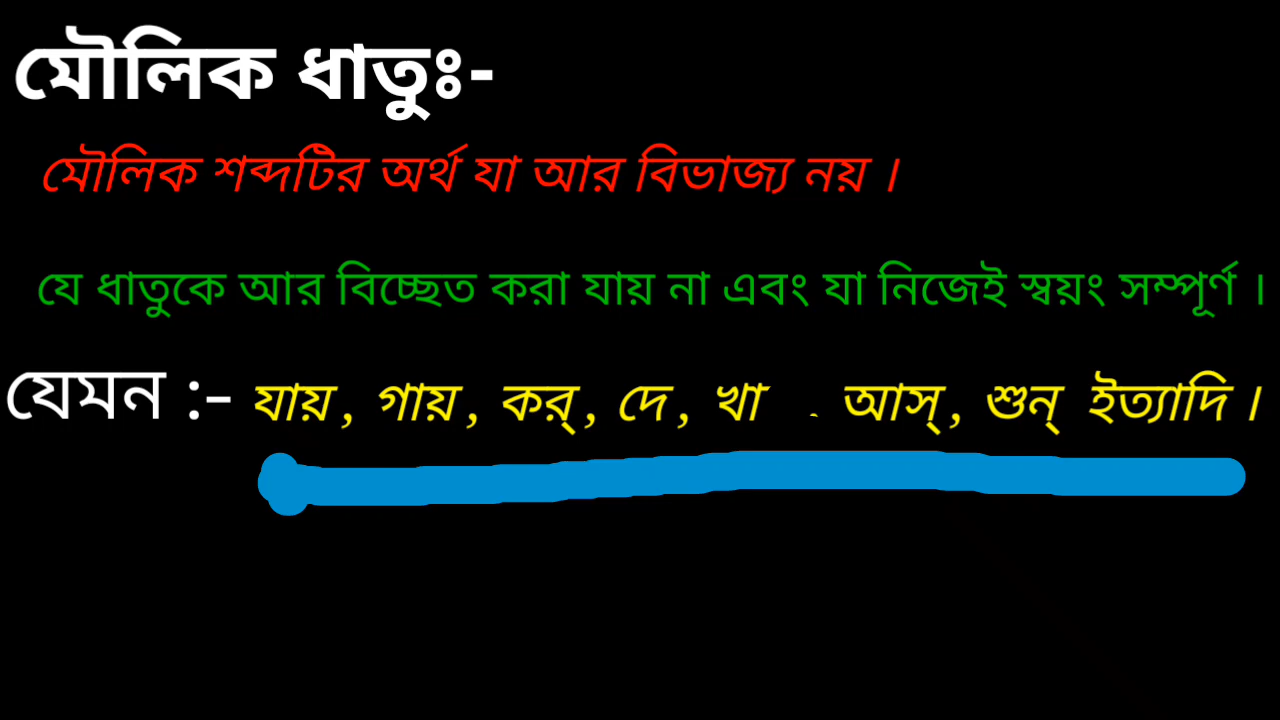 মৌলিক ধাতুঃ-
মৌলিক শব্দটির অর্থ যা আর বিভাজ্য নয় ।
যে ধাতুকে আর বিচ্ছেত করা যায় না এবং যা নিজেই স্বয়ং সম্পূর্ণ ।
যেমন :- যায় , গায় , কর্ , দে , খা . আস্ , শুন্ ইত্যাদি ।